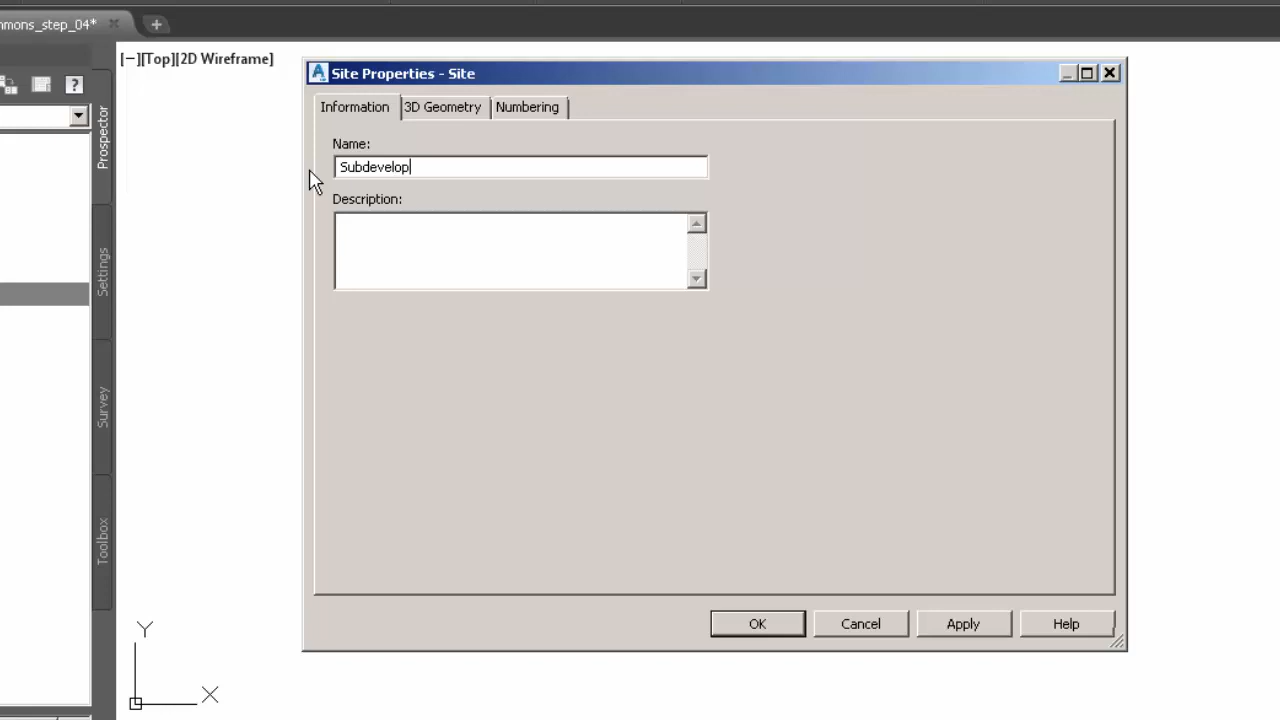 mmons_step_04*
[−][Top][2D Wireframe]
?
Prospector
Settings
Survey
Toolbox
Site Properties - Site
Information
3D Geometry
Numbering
Name:
Subdevelop
Description:
OK
Cancel
Apply
Help
Y
X